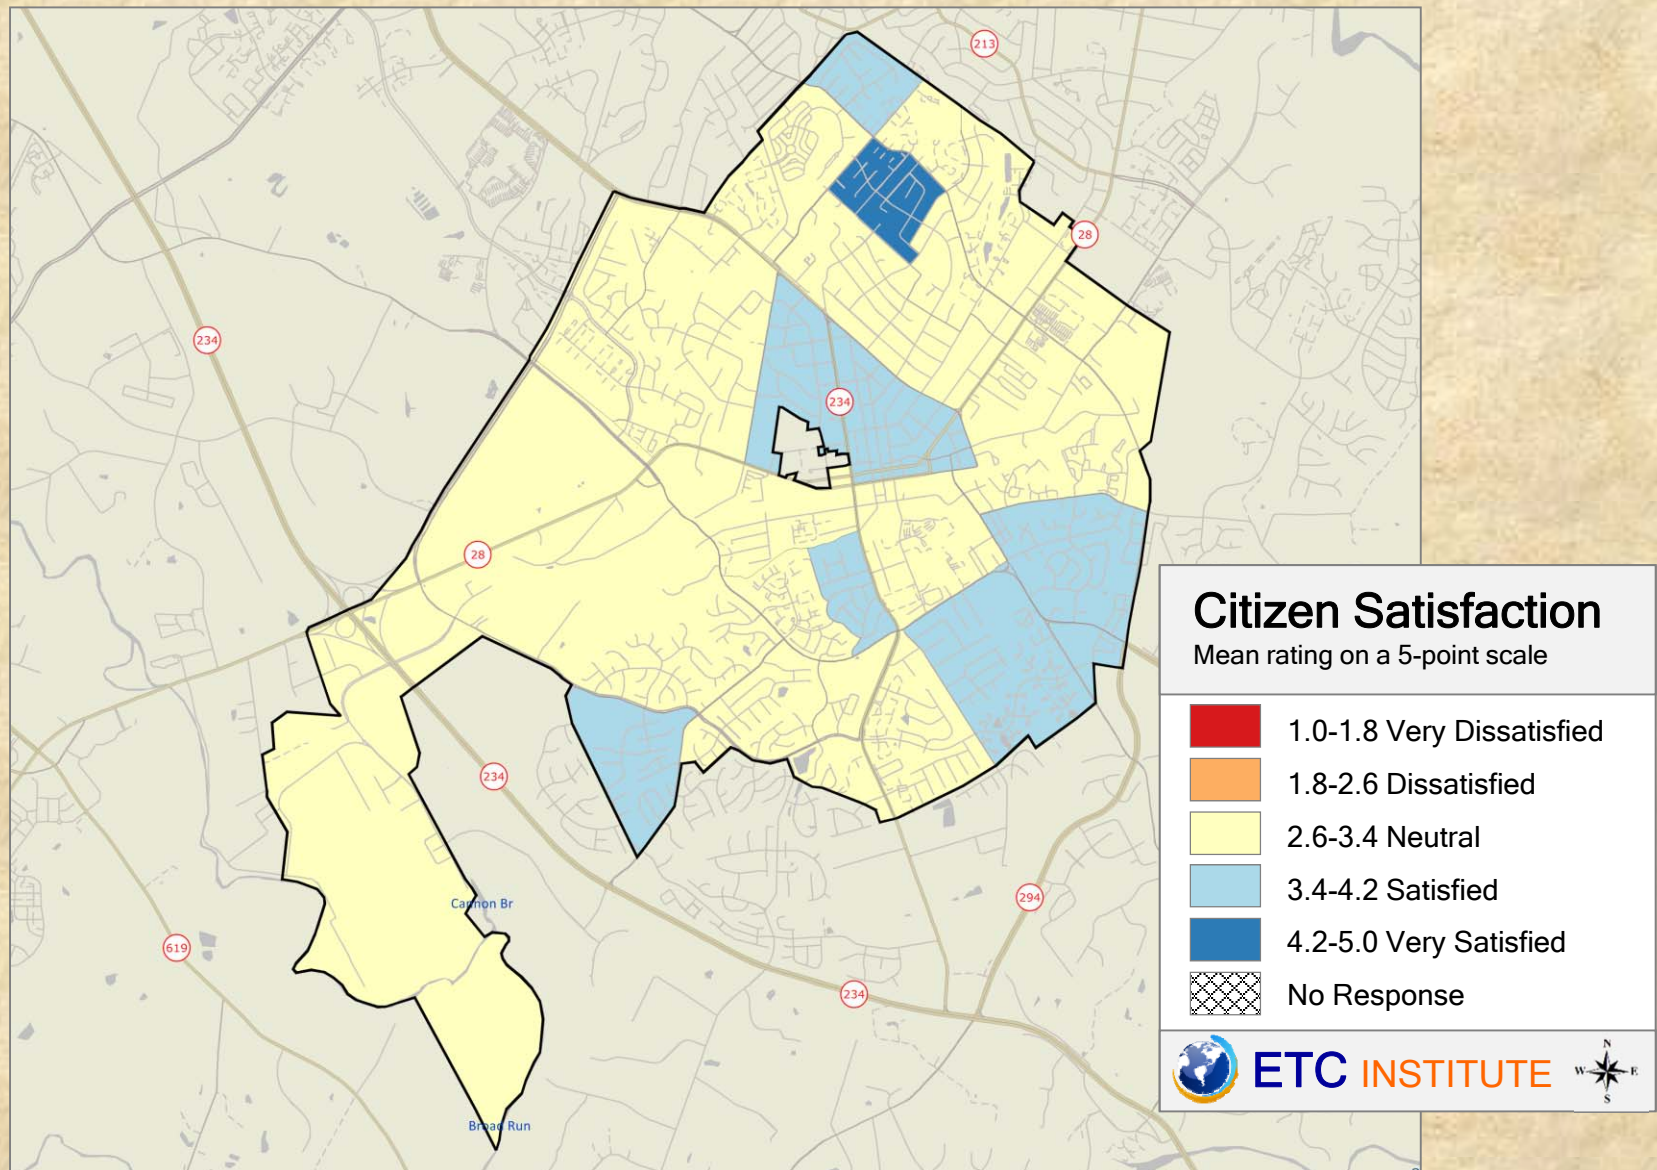 213
28
234
234
28
Citizen Satisfaction
Mean rating on a 5-point scale
1.0-1.8 Very Dissatisfied
1.8-2.6 Dissatisfied
2.6-3.4 Neutral
3.4-4.2 Satisfied
4.2-5.0 Very Satisfied
No Response
234
294
Cannon Br
619
234
Broad Run
ETC INSTITUTE
N
W E
S